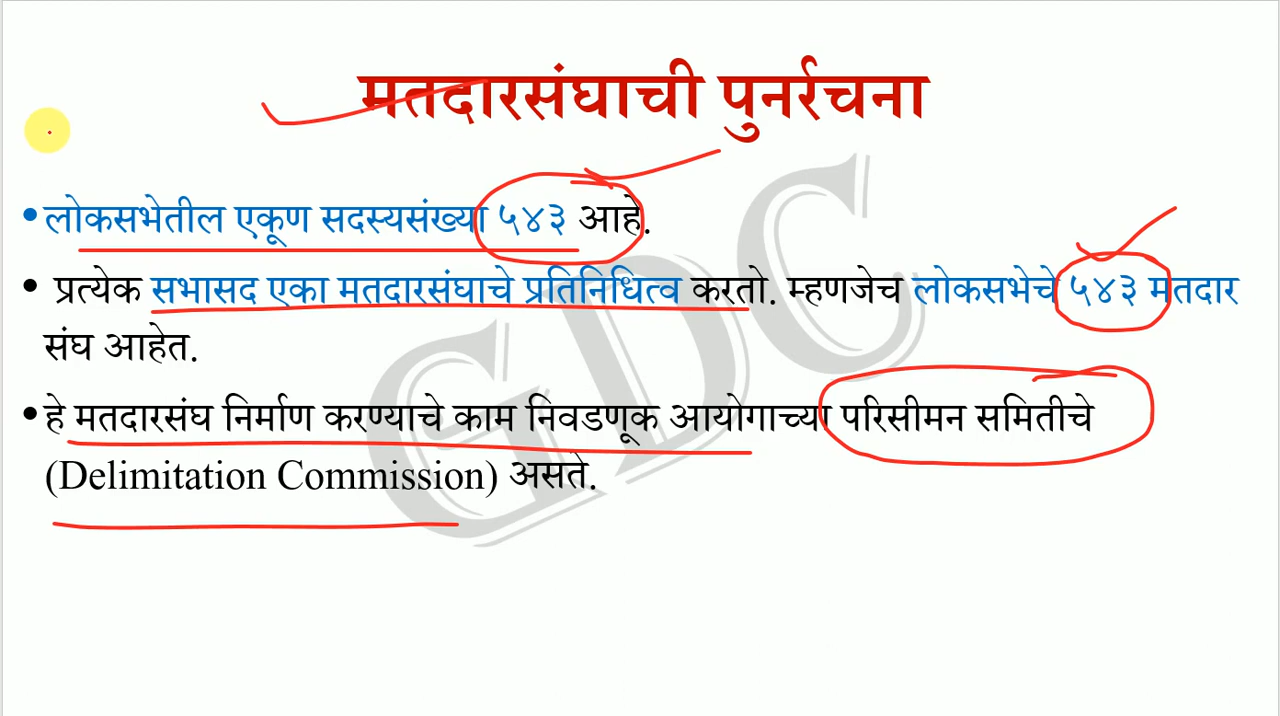 मतदारसंघाची पुनर्रचना
•लोकसभेतील एकूण सदस्यसंख्या ५४३ आहे.
• प्रत्येक सभासद एका मतदारसंघाचे प्रतिनिधित्व करतो. म्हणजेच लोकसभेचे ५४३ मतदार
संघ आहेत.
•हे मतदारसंघ निर्माण करण्याचे काम निवडणूक आयोगाच्या परिसीमन समितीचे
(Delimitation Commission) असते.
GDC